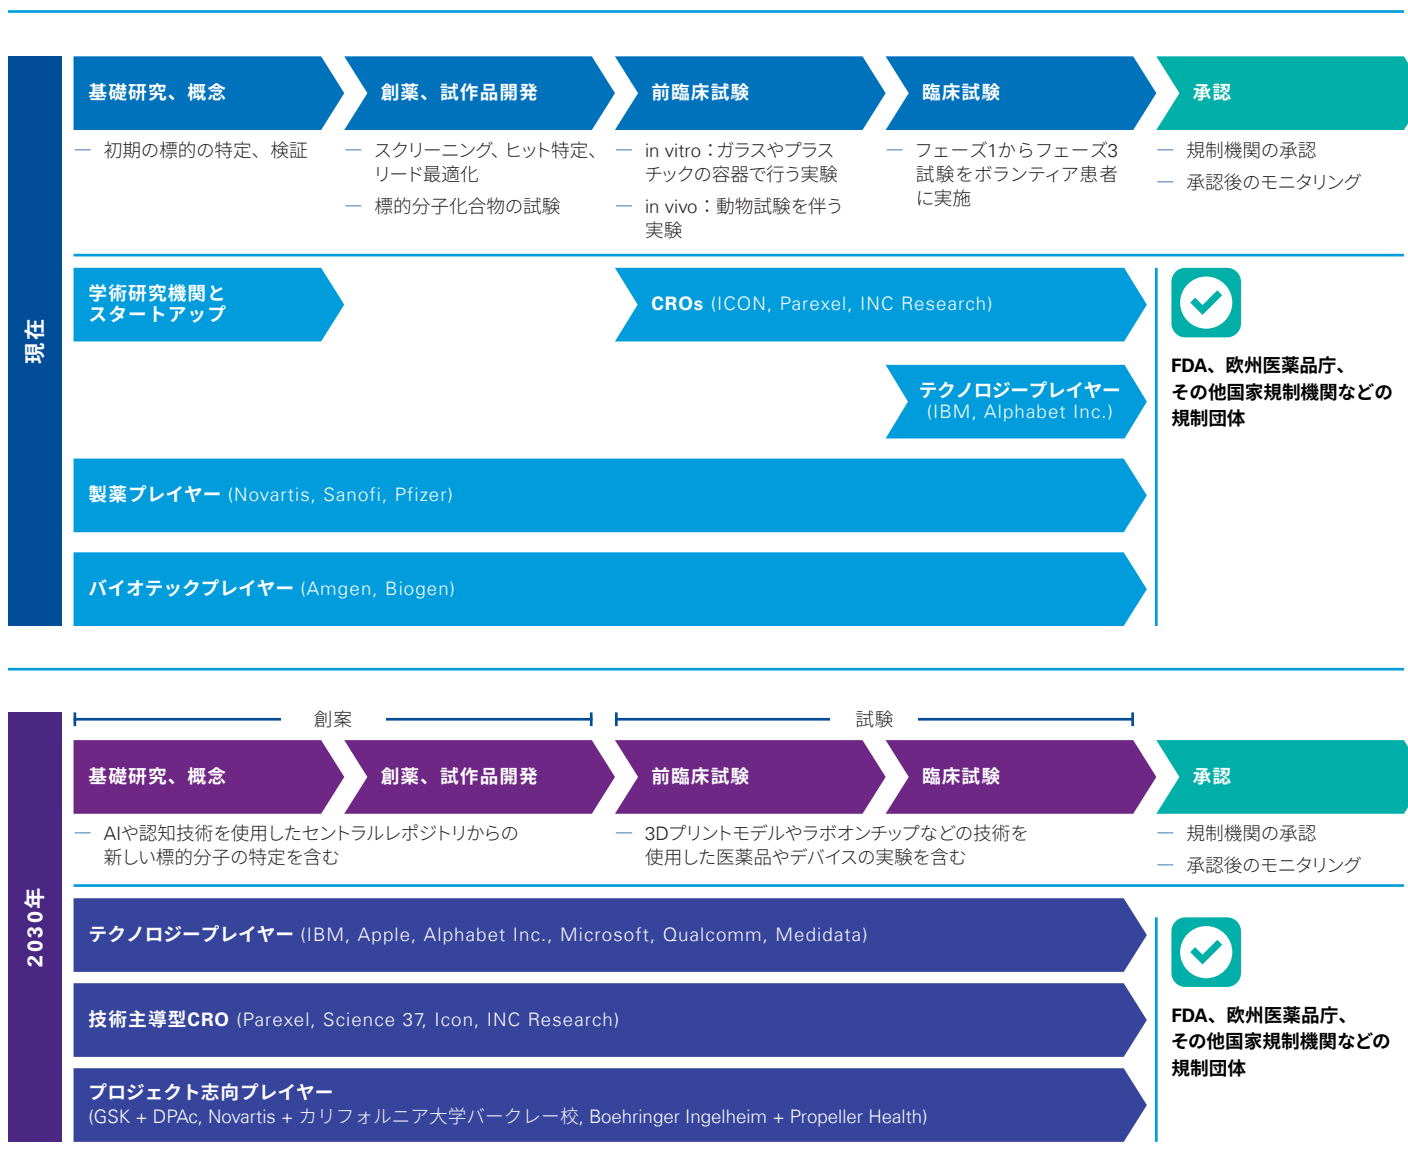 現在
基礎研究、概念
創薬、試作品開発
前臨床試験
臨床試験
承認
― 初期の標的の特定、検証
― スクリーニング、ヒット特定、
リード最適化
― 標的分子化合物の試験
― in vitro：ガラスやプラス
チックの容器で行う実験
― in vivo：動物試験を伴う
実験
― フェーズ1からフェーズ3
試験をボランティア患者
に実施
― 規制機関の承認
― 承認後のモニタリング
学術研究機関と
スタートアップ
CROs (ICON, Parexel, INC Research)
テクノロジープレイヤー
(IBM, Alphabet Inc.)
製薬プレイヤー (Novartis, Sanofi, Pfizer)
バイオテックプレイヤー (Amgen, Biogen)
FDA、欧州医薬品庁、
その他国家規制機関などの
規制団体
2030年
創案
試験
基礎研究、概念
創薬、試作品開発
前臨床試験
臨床試験
承認
― AIや認知技術を使用したセントラルレポジトリからの
新しい標的分子の特定を含む
― 3Dプリントモデルやラボオンチップなどの技術を
使用した医薬品やデバイスの実験を含む
― 規制機関の承認
― 承認後のモニタリング
テクノロジープレイヤー (IBM, Apple, Alphabet Inc., Microsoft, Qualcomm, Medidata)
技術主導型CRO (Parexel, Science 37, Icon, INC Research)
プロジェクト志向プレイヤー
(GSK + DPAc, Novartis + カリフォルニア大学バークレー校, Boehringer Ingelheim + Propeller Health)
FDA、欧州医薬品庁、
その他国家規制機関などの
規制団体